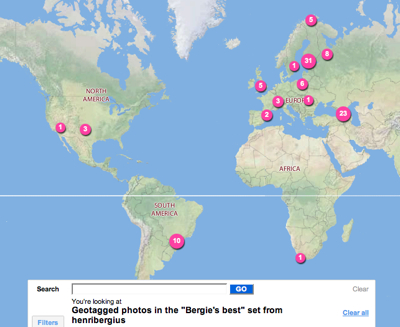 5
8
1
31
6
5
3
1
NORTH
AMERICA
EUROPE
2
23
1
3
AFRICA
SOUTH
AMERICA
10
1
Search
GO
Clear
You're looking at
Geotagged photos in the "Bergie's best" set from
henribergius
Clear all
Filters